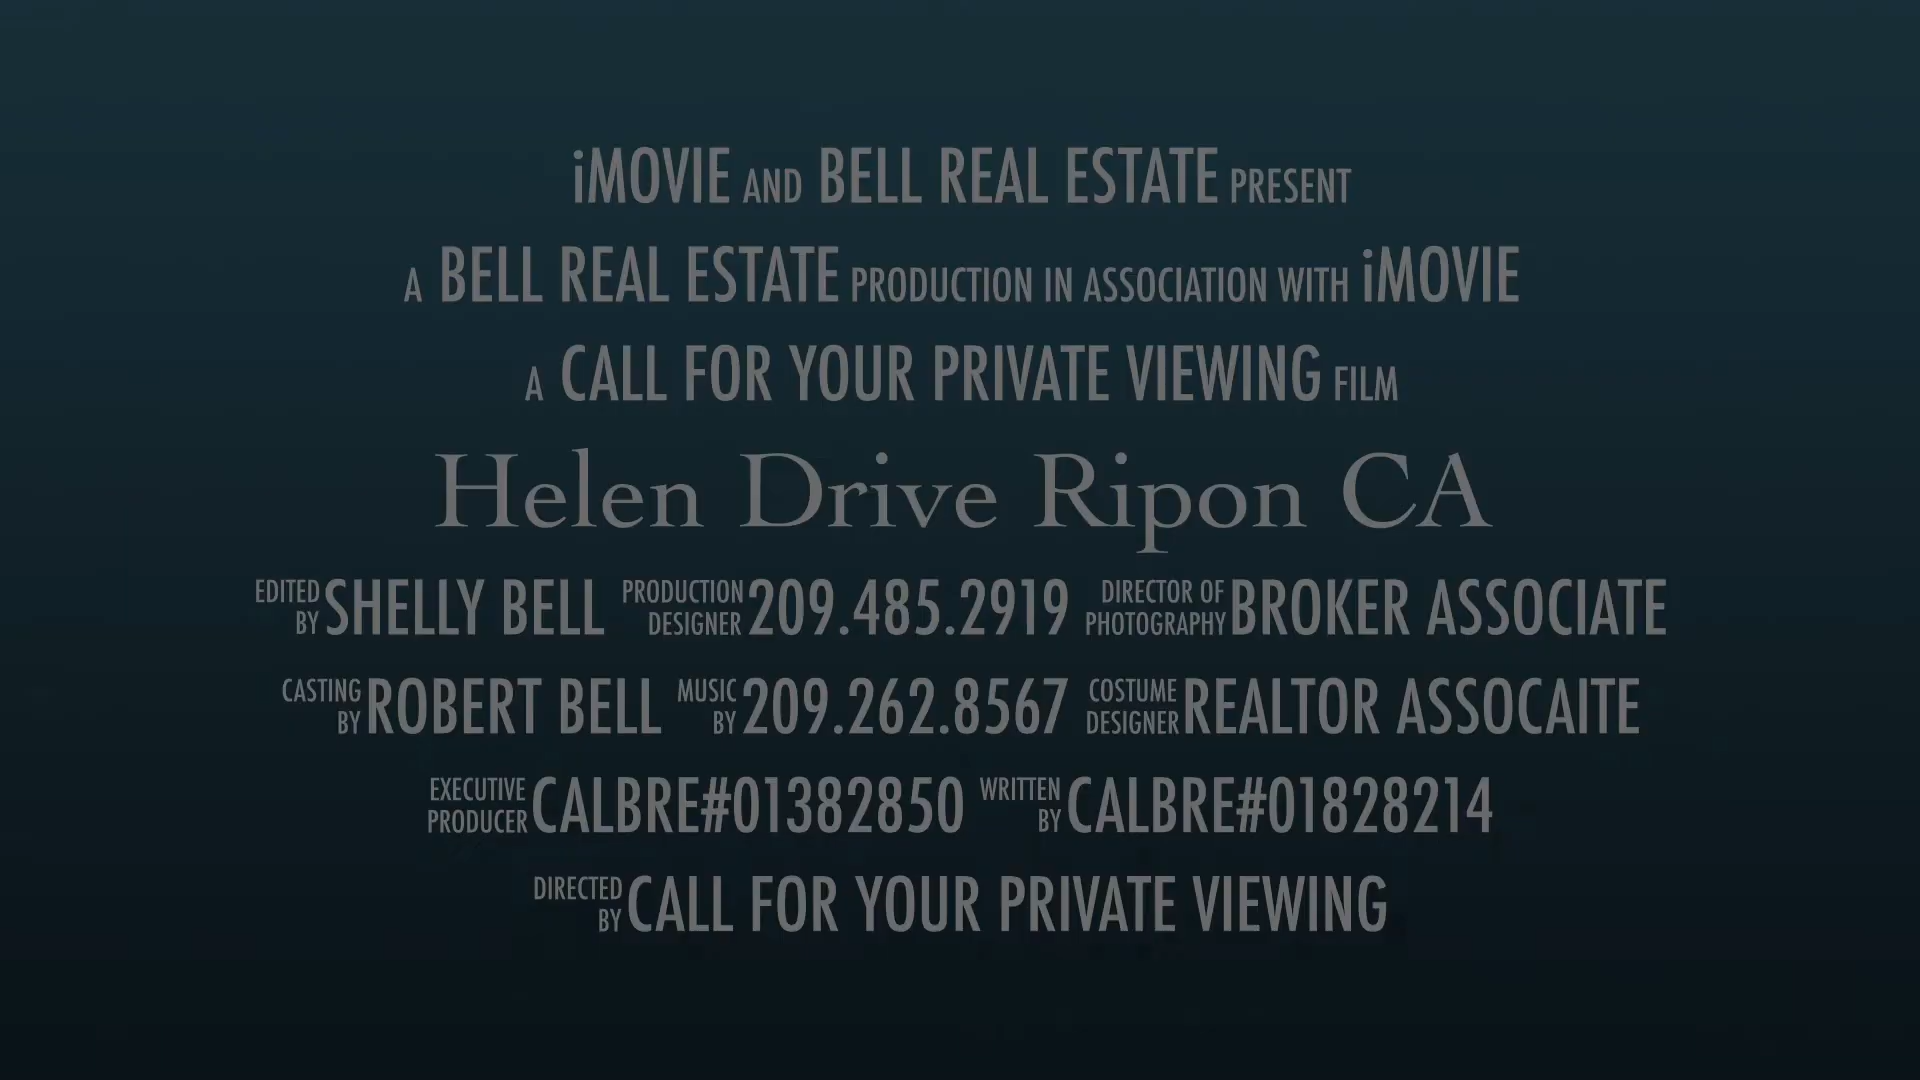 iMOVIE AND BELL REAL ESTATE PRESENT
A BELL REAL ESTATE PRODUCTION IN ASSOCIATION WITH iMOVIE
A CALL FOR YOUR PRIVATE VIEWING FILM
Helen Drive Ripon CA
EDITED BY SHELLY BELL PRODUCTION DESIGNER 209.485.2919 DIRECTOR OF PHOTOGRAPHY BROKER ASSOCIATE
CASTING BY ROBERT BELL MUSIC BY 209.262.8567 COSTUME DESIGNER REALTOR ASSOCAITE
EXECUTIVE PRODUCER CALBRE#01382850 WRITTEN BY CALBRE#01828214
DIRECTED BY CALL FOR YOUR PRIVATE VIEWING